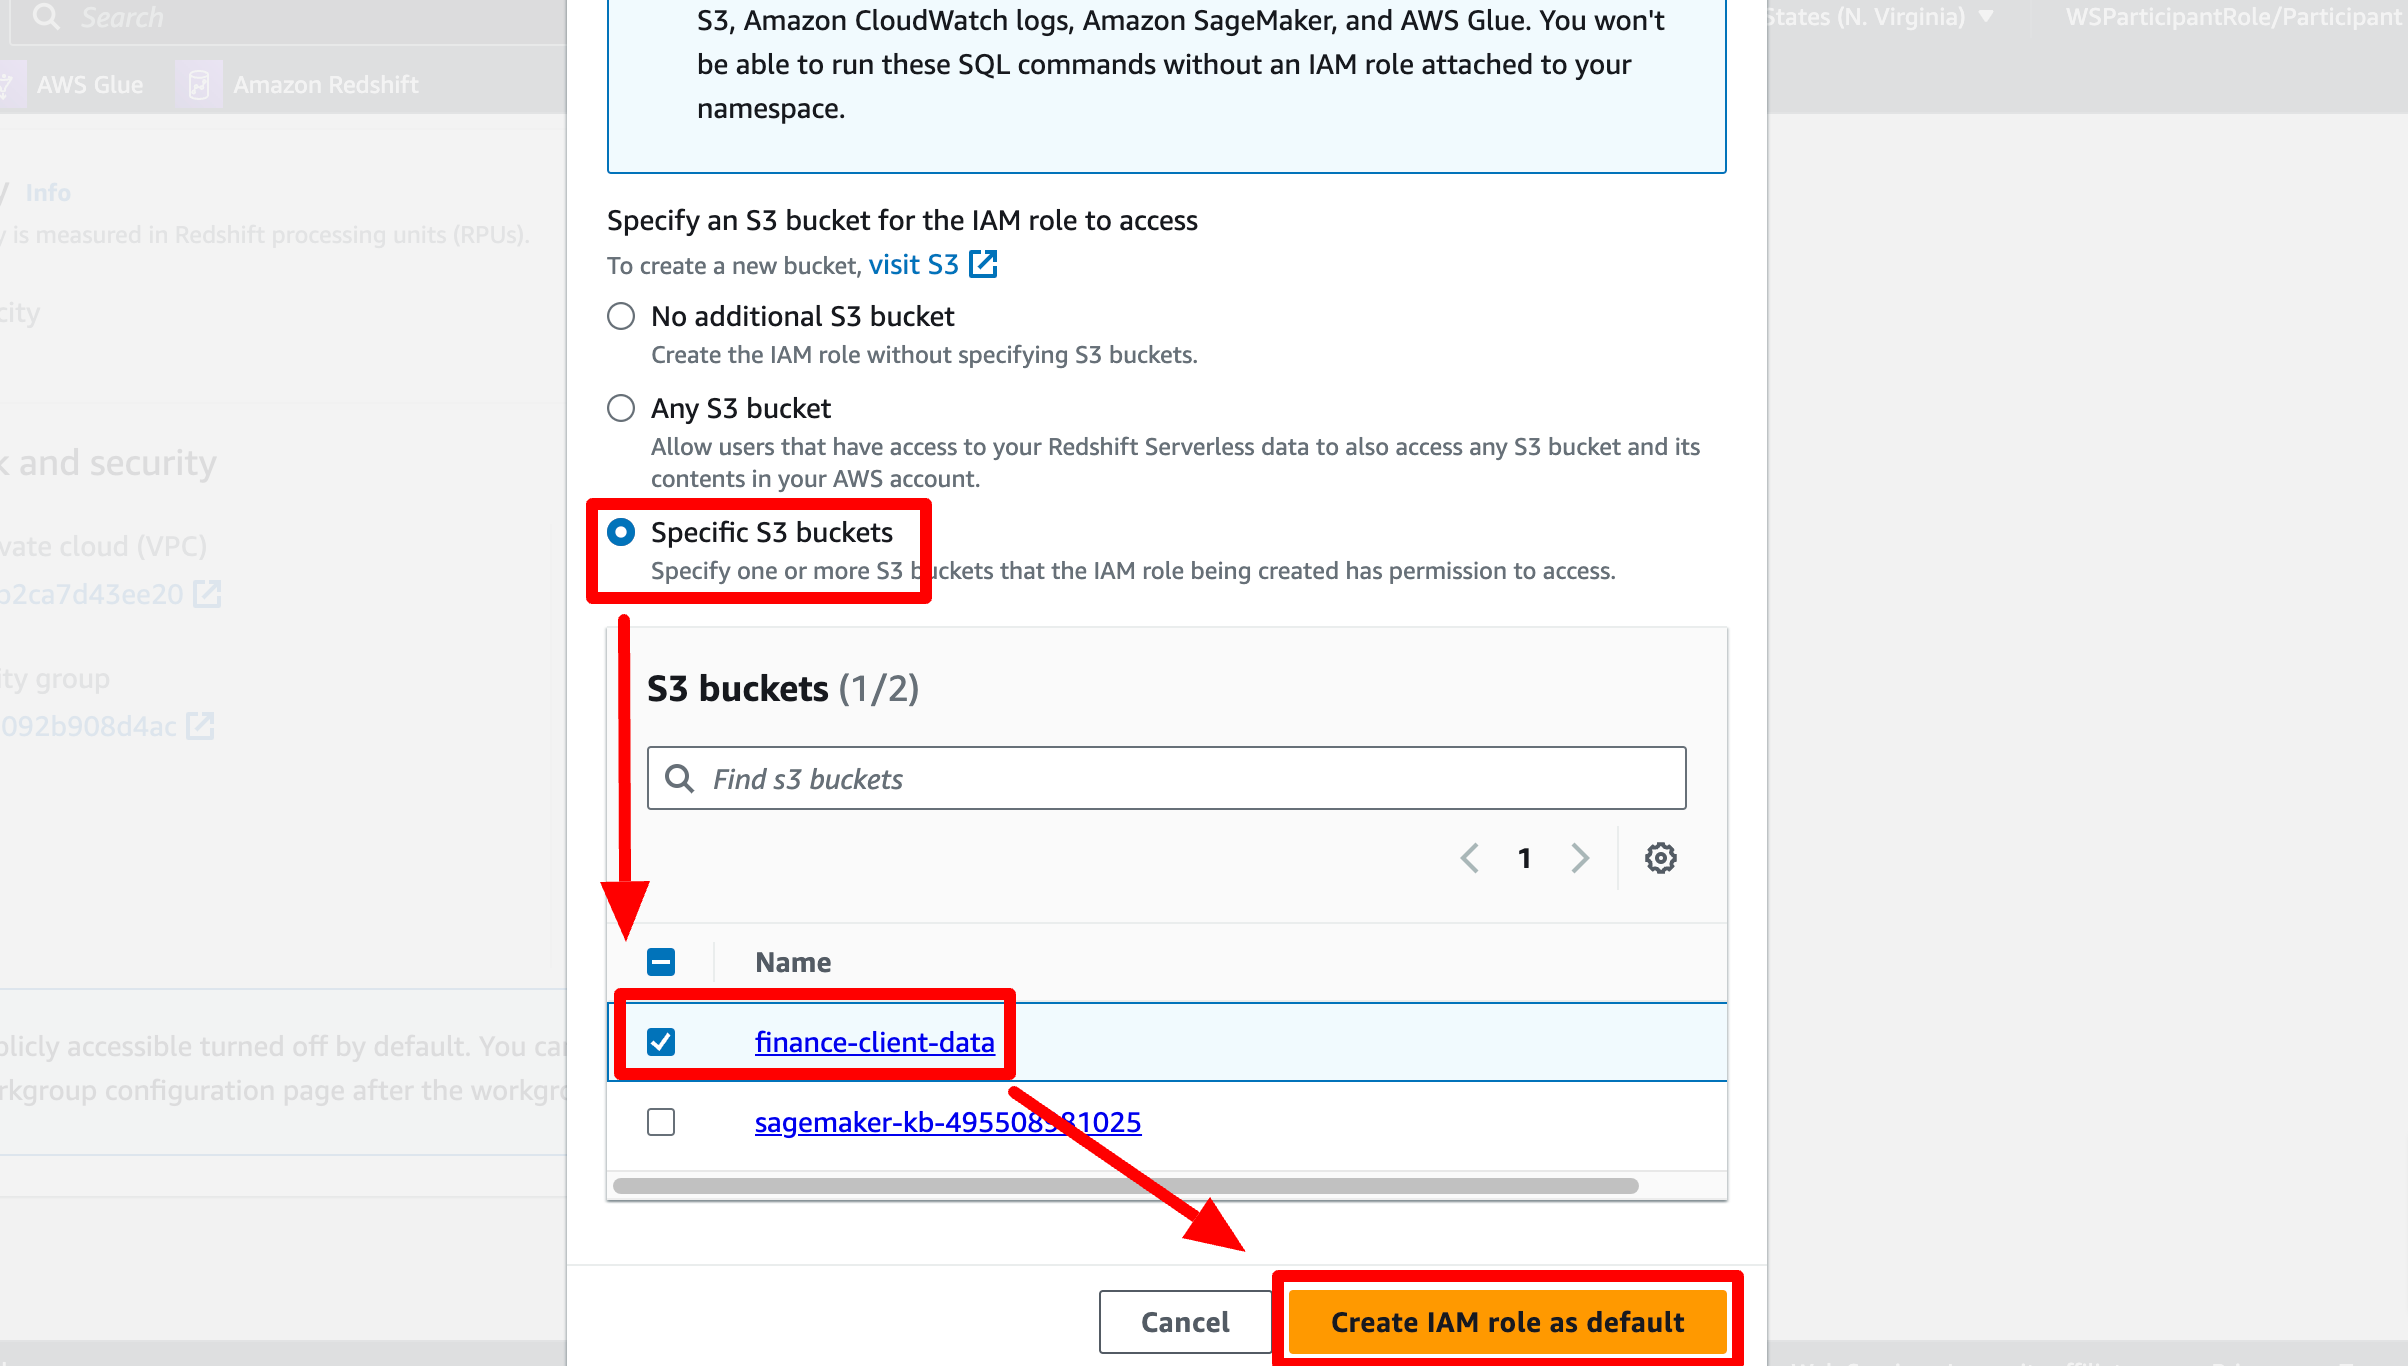 Search
States (N. Virginia)
WSParticipantRole/Participant
AWS Glue
Amazon Redshift
S3, Amazon CloudWatch logs, Amazon SageMaker, and AWS Glue. You won't
be able to run these SQL commands without an IAM role attached to your
namespace.
Info
is measured in Redshift processing units (RPUs).
Specify an S3 bucket for the IAM role to access
To create a new bucket, visit S3
No additional S3 bucket
Create the IAM role without specifying S3 buckets.
Any S3 bucket
Allow users that have access to your Redshift Serverless data to also access any S3 bucket and its
contents in your AWS account.
and security
Specific S3 buckets
Specify one or more S3 buckets that the IAM role being created has permission to access.
vate cloud (VPC)
b2ca7d43ee20
ity group
092b908d4ac
S3 buckets (1/2)
Find s3 buckets
1
Name
finance-client-data
blicly accessible turned off by default. You can
rkgroup configuration page after the workgro
sagemaker-kb-495508981025
Cancel
Create IAM role as default